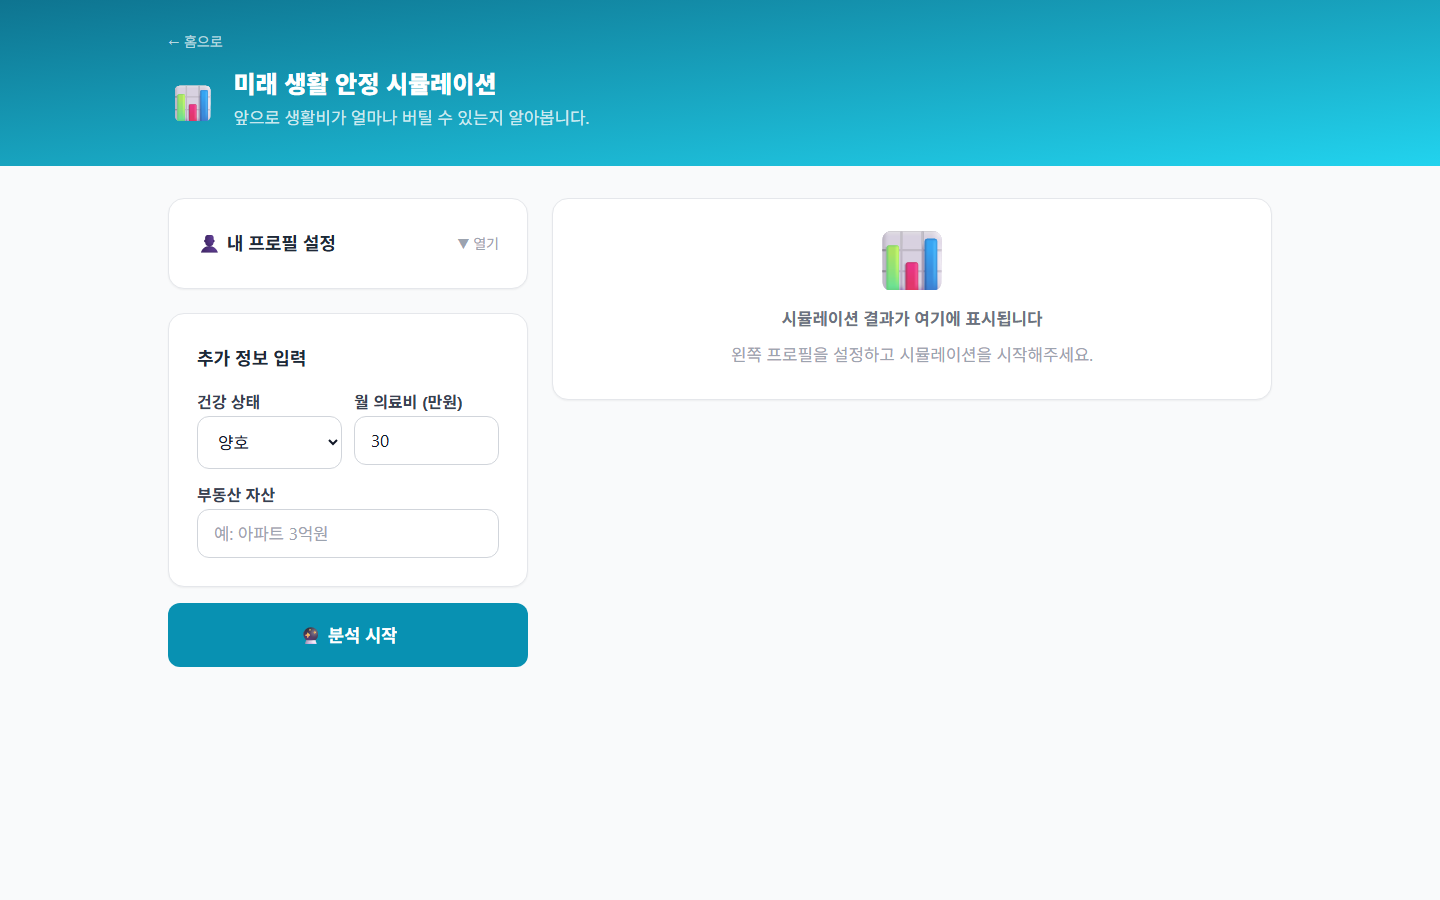 ← 홈으로
미래 생활 안정 시뮬레이션
앞으로 생활비가 얼마나 버틸 수 있는지 알아봅니다.
내 프로필 설정
▼ 열기
추가 정보 입력
건강 상태
월 의료비 (만원)
양호
30
부동산 자산
예: 아파트 3억원
분석 시작
시뮬레이션 결과가 여기에 표시됩니다
왼쪽 프로필을 설정하고 시뮬레이션을 시작해주세요.